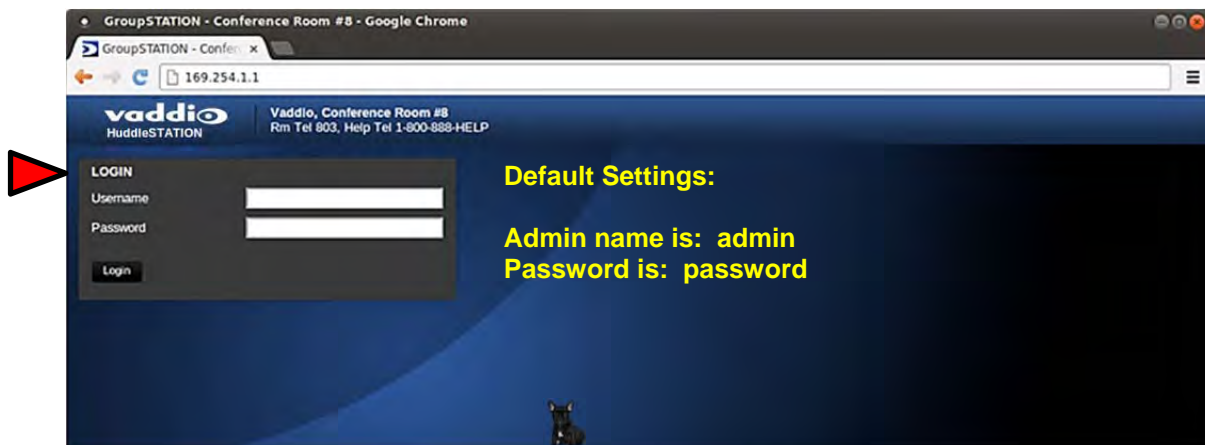 GroupSTATION - Conference Room #8 - Google Chrome
GroupSTATION - Confer
169.254.1.1
vaddio
HuddleSTATION
Vaddio, Conference Room #8
Rm Tel 803, Help Tel 1-800-888-HELP
LOGIN
Username
Password
Login
Default Settings:
Admin name is: admin
Password is: password